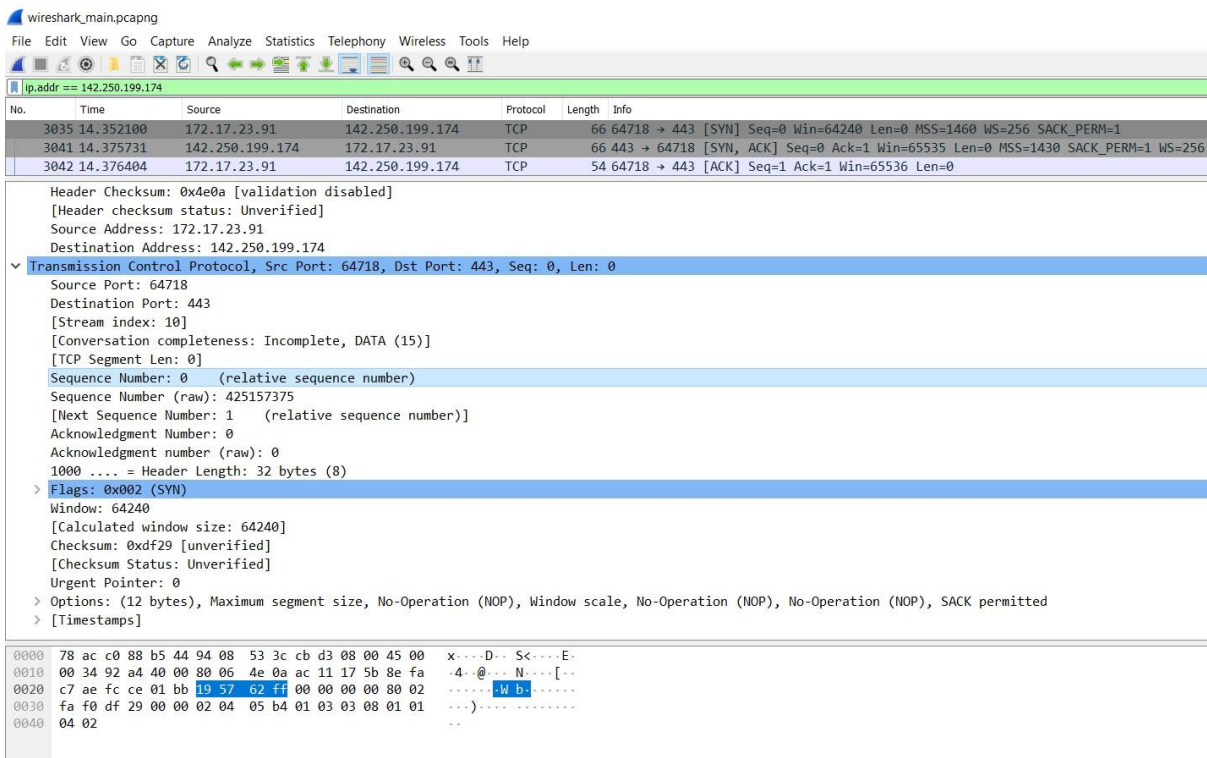 wireshark_main.pcapng
File Edit View Go Capture Analyze Statistics Telephony Wireless Tools Help
ip.addr == 142.250.199.174
No. Time Source Destination Protocol Length Info
3035 14.352100 172.17.23.91 142.250.199.174 TCP 66 64718 → 443 [SYN] Seq=0 Win=64240 Len=0 MSS=1460 WS=256 SACK_PERM=1
3041 14.375731 142.250.199.174 172.17.23.91 TCP 66 443 → 64718 [SYN, ACK] Seq=0 Ack=1 Win=65535 Len=0 MSS=1430 SACK_PERM=1 WS=256
3042 14.376404 172.17.23.91 142.250.199.174 TCP 54 64718 → 443 [ACK] Seq=1 Ack=1 Win=65536 Len=0
Header Checksum: 0x4e0a [validation disabled]
[Header checksum status: Unverified]
Source Address: 172.17.23.91
Destination Address: 142.250.199.174
Transmission Control Protocol, Src Port: 64718, Dst Port: 443, Seq: 0, Len: 0
Source Port: 64718
Destination Port: 443
[Stream index: 10]
[Conversation completeness: Incomplete, DATA (15)]
[TCP Segment Len: 0]
Sequence Number: 0 (relative sequence number)
Sequence Number (raw): 425157375
[Next Sequence Number: 1 (relative sequence number)]
Acknowledgment Number: 0
Acknowledgment number (raw): 0
1000 .... = Header Length: 32 bytes (8)
> Flags: 0x002 (SYN)
Window: 64240
[Calculated window size: 64240]
Checksum: 0xdf29 [unverified]
[Checksum Status: Unverified]
Urgent Pointer: 0
> Options: (12 bytes), Maximum segment size, No-Operation (NOP), Window scale, No-Operation (NOP), No-Operation (NOP), SACK permitted
> [Timestamps]
0000 78 ac c0 88 b5 44 94 08 53 3c cb d3 08 00 45 00 x····D·· S<····E·
0010 00 34 92 a4 40 00 80 06 4e 0a ac 11 17 5b 8e fa ·4··@··· N····[··
0020 c7 ae fc ce 01 bb 19 57 62 ff 00 00 00 00 80 02 ·······W b·······
0030 fa f0 df 29 00 00 02 04 05 b4 01 03 03 08 01 01 ···)···· ········
0040 04 02 ··